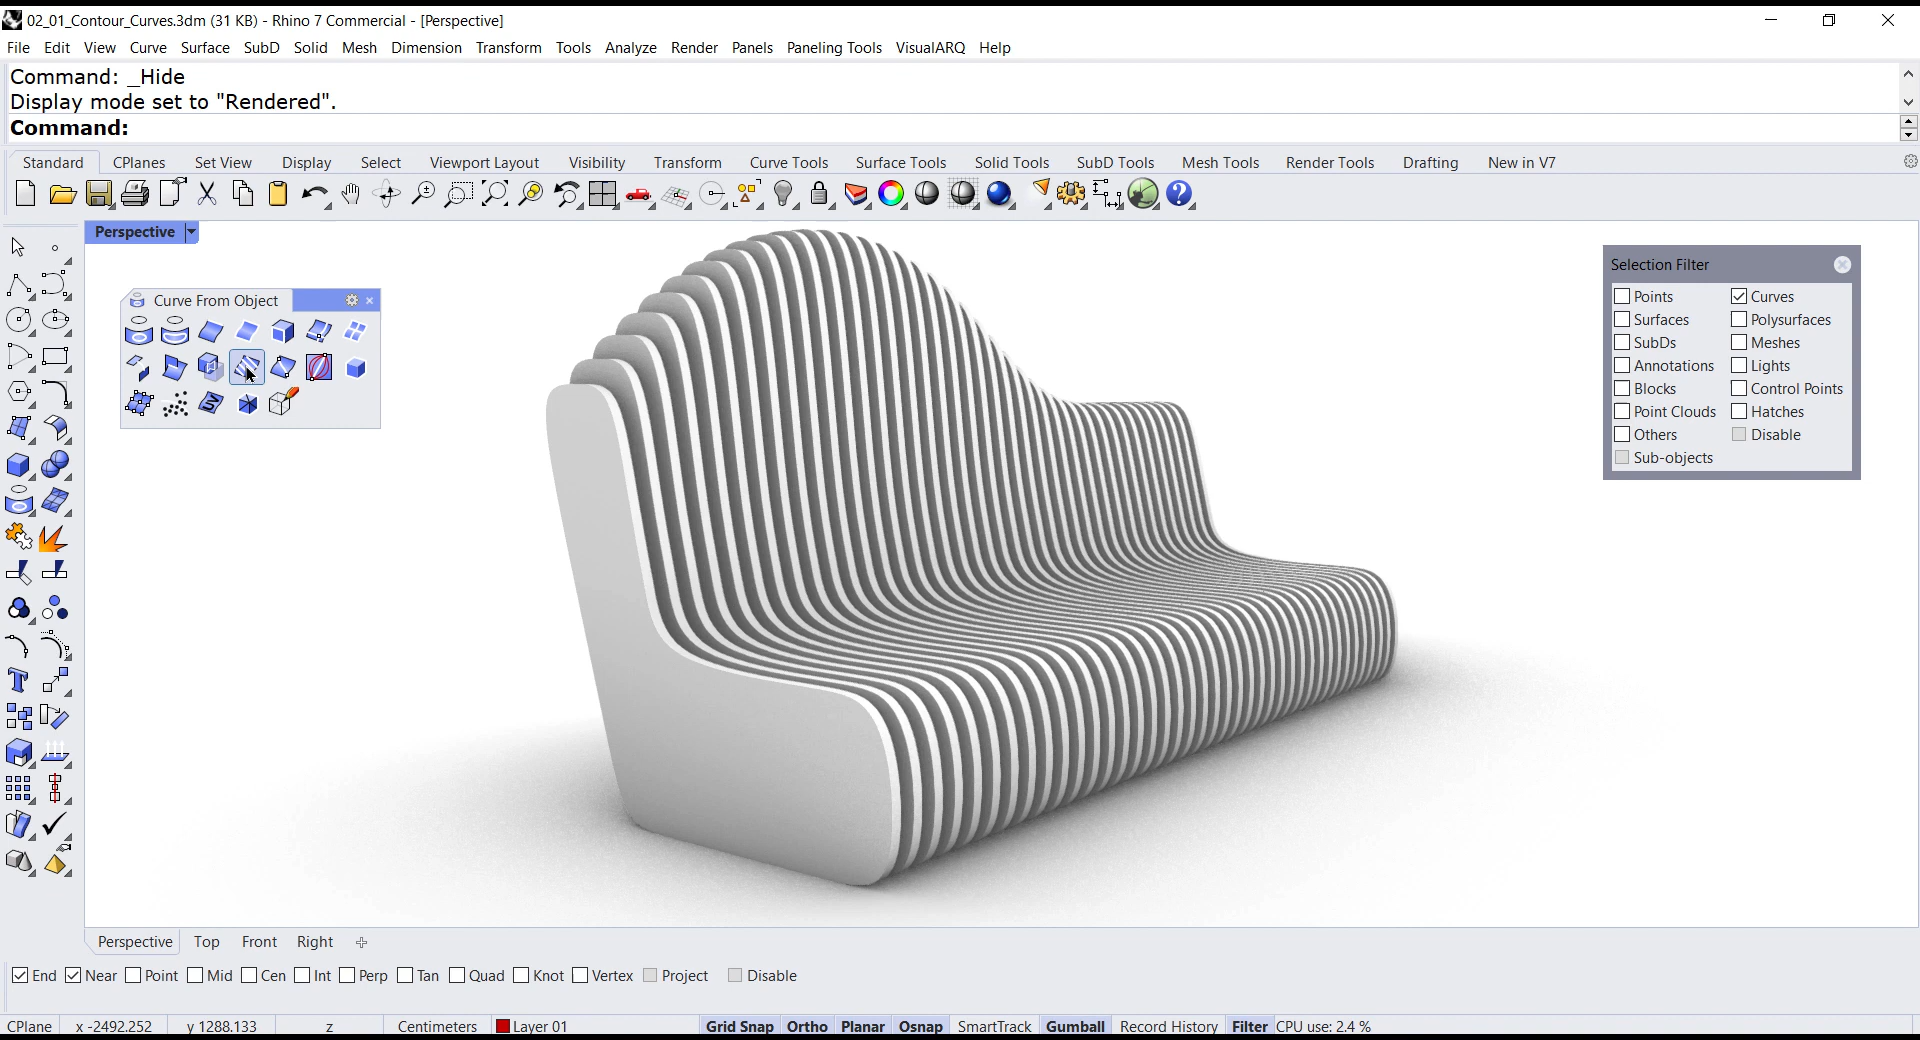 02_01_Contour_Curves.3dm (31 KB) - Rhino 7 Commercial - [Perspective]
File Edit View Curve Surface SubD Solid Mesh Dimension Transform Tools Analyze Render Panels Paneling Tools VisualARQ Help
Command: _Hide
Display mode set to "Rendered".
Command:
Standard CPlanes Set View Display Select Viewport Layout Visibility Transform Curve Tools Surface Tools Solid Tools SubD Tools Mesh Tools Render Tools Drafting New in V7
Perspective
Curve From Object
Selection Filter
Points Curves
Surfaces Polysurfaces
SubDs Meshes
Annotations Lights
Blocks Control Points
Point Clouds Hatches
Others Disable
Sub-objects
Perspective Top Front Right
End Near Point Mid Cen Int Perp Tan Quad Knot Vertex Project Disable
CPlane x -2492.252 y 1288.133 z Centimeters Layer 01 Grid Snap Ortho Planar Osnap SmartTrack Gumball Record History Filter CPU use: 2.4 %